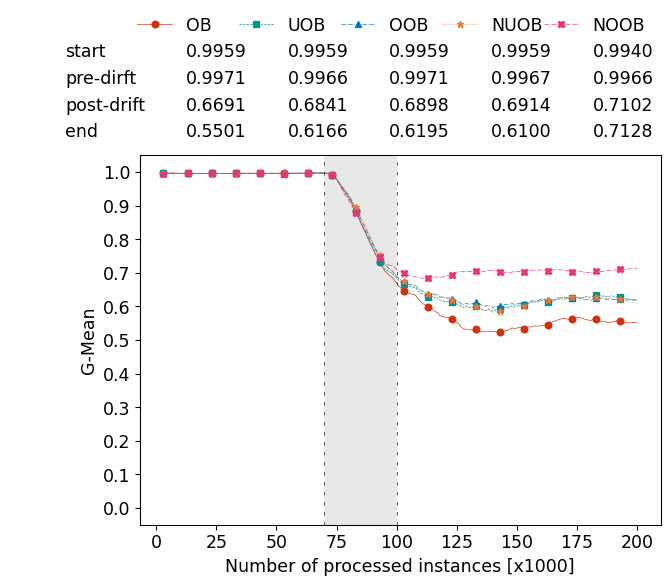 OB UOB OOB NUOB NOOB
start 0.9959 0.9959 0.9959 0.9959 0.9940
pre-dirft 0.9971 0.9966 0.9971 0.9967 0.9966
post-drift 0.6691 0.6841 0.6898 0.6914 0.7102
end 0.5501 0.6166 0.6195 0.6100 0.7128
1.0
0.9
0.8
0.7
0.6
0.5
0.4
0.3
0.2
0.1
0.0
G-Mean
0 25 50 75 100 125 150 175 200
Number of processed instances [x1000]